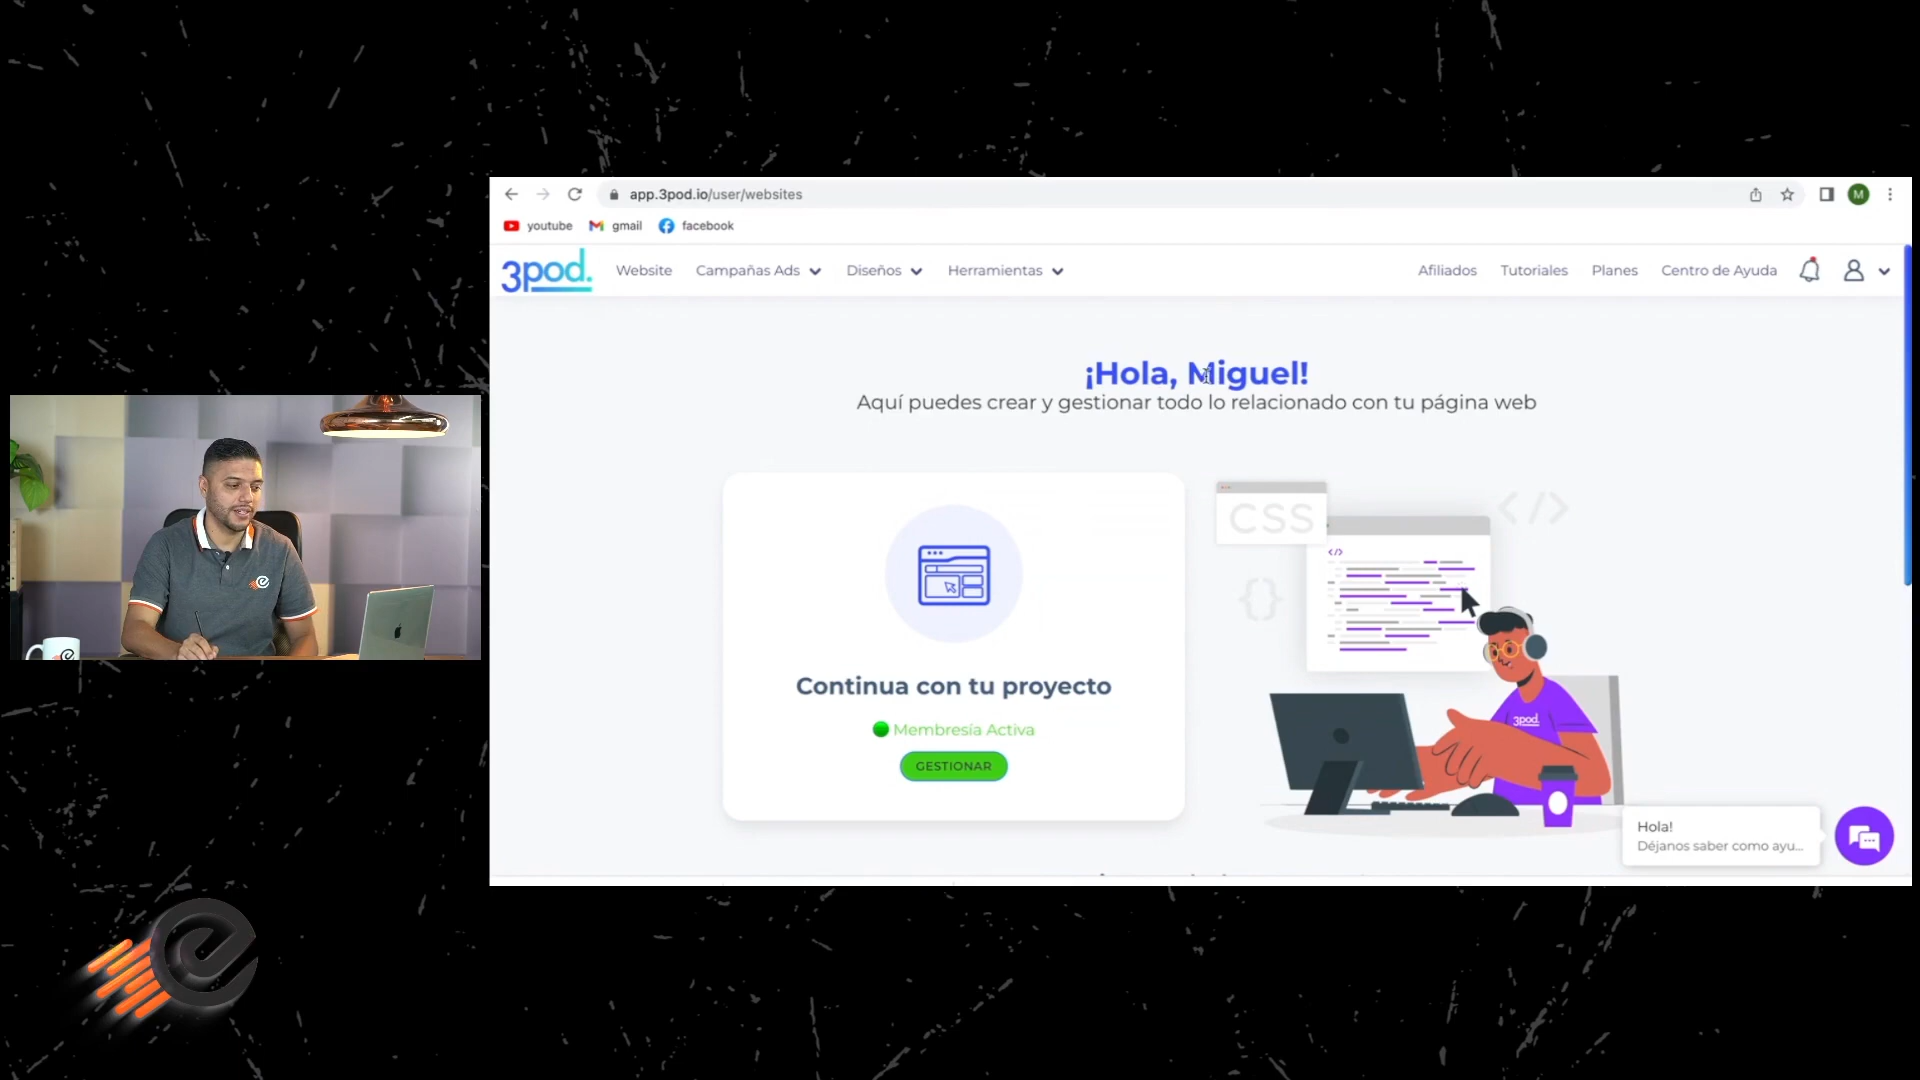 app.3pod.io/user/websites
M
youtube
gmail
facebook
3pod.
Website
Campañas Ads
Diseños
Herramientas
Afiliados
Tutoriales
Planes
Centro de Ayuda
¡Hola, Miguel!
Aquí puedes crear y gestionar todo lo relacionado con tu página web
CSS
</>
</>
{}
Continua con tu proyecto
Membresía Activa
GESTIONAR
3pod.
Hola!
Déjanos saber como ayu...
e